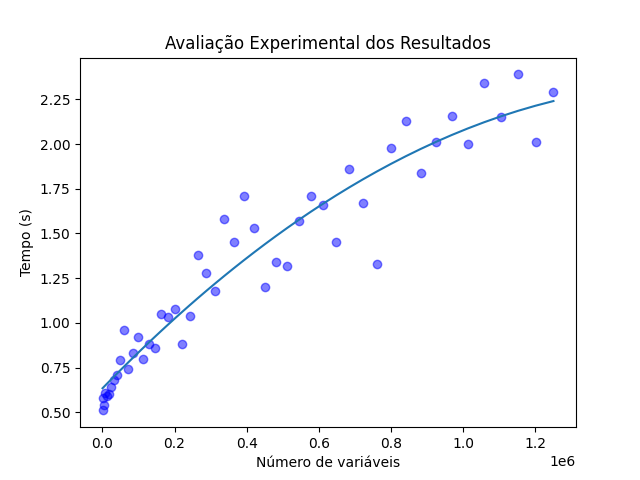 Avaliação Experimental dos Resultados
Tempo (s)
2.25
2.00
1.75
1.50
1.25
1.00
0.75
0.50
0.0 0.2 0.4 0.6 0.8 1.0 1.2
1e6
Número de variáveis